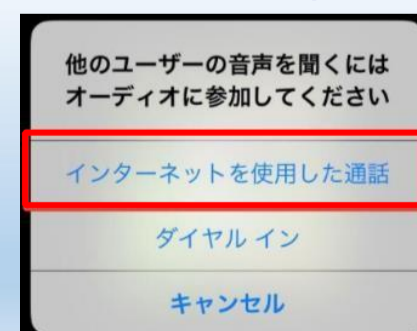 他のユーザーの音声を聞くには
オーディオに参加してください
インターネットを使用した通話
ダイヤル イン
キャンセル